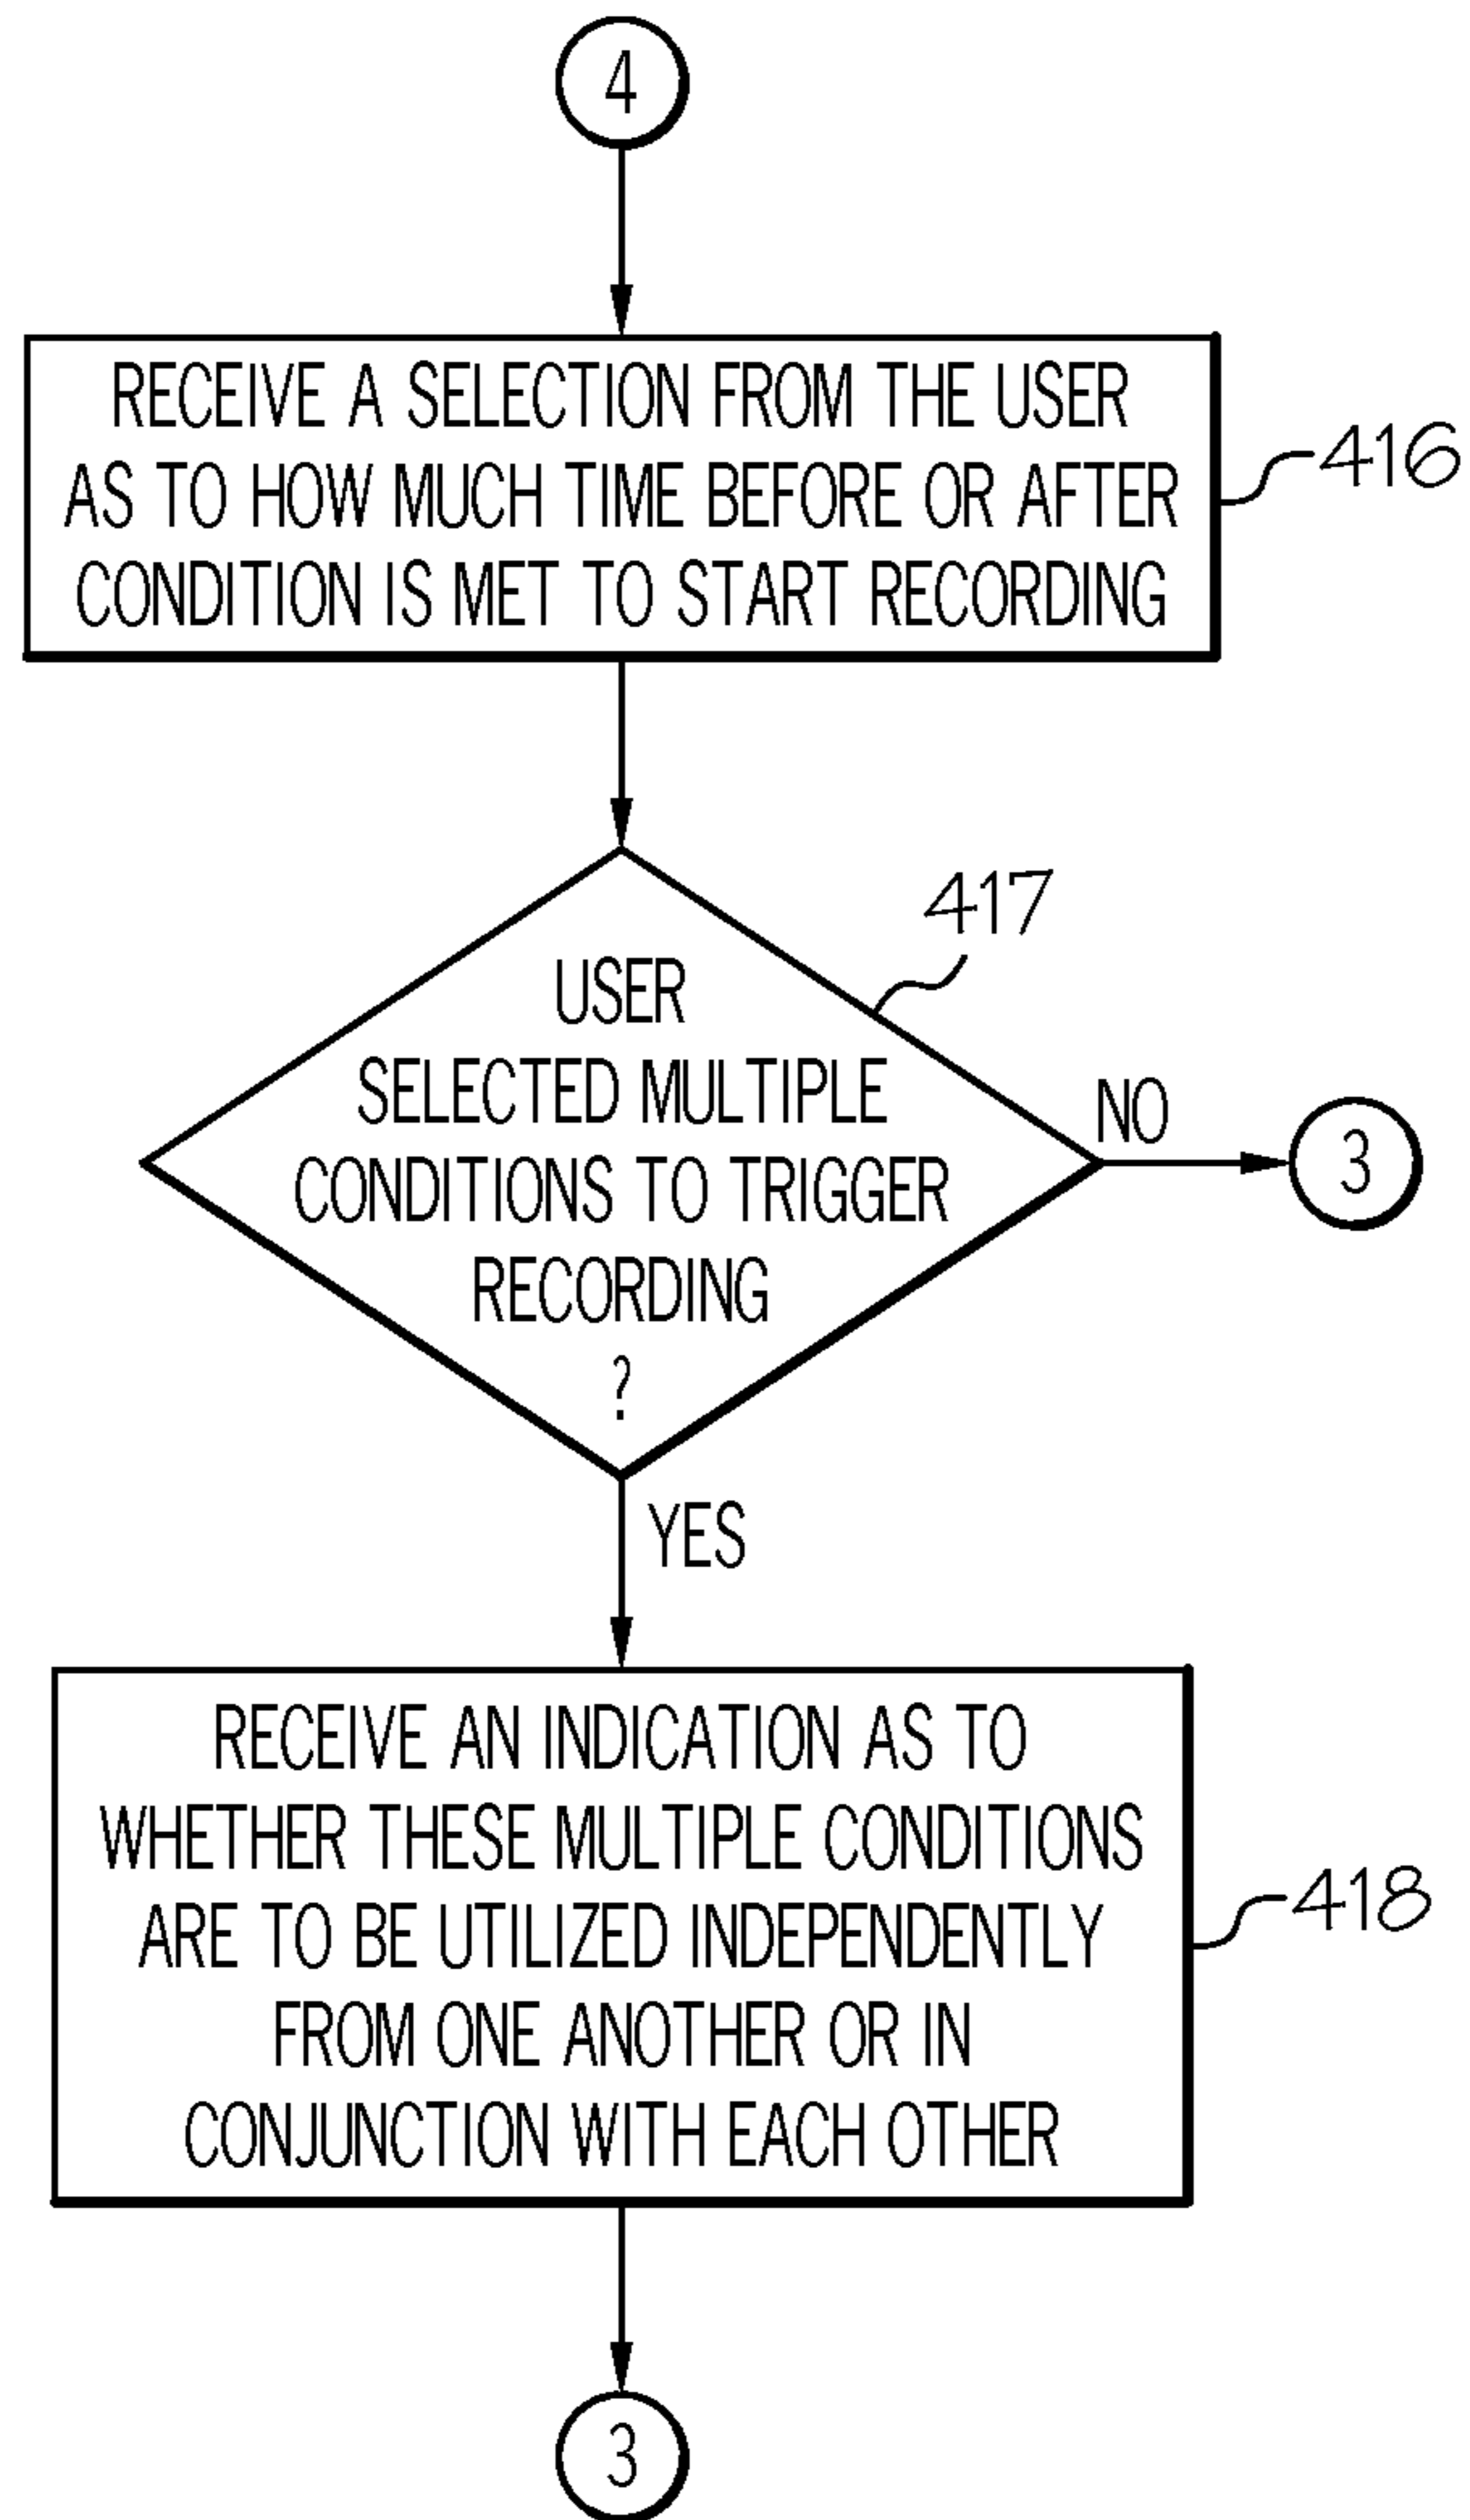 4
RECEIVE A SELECTION FROM THE USER
AS TO HOW MUCH TIME BEFORE OR AFTER
CONDITION IS MET TO START RECORDING
416
417
USER
SELECTED MULTIPLE
CONDITIONS TO TRIGGER
RECORDING
?
NO
3
YES
RECEIVE AN INDICATION AS TO
WHETHER THESE MULTIPLE CONDITIONS
ARE TO BE UTILIZED INDEPENDENTLY
FROM ONE ANOTHER OR IN
CONJUNCTION WITH EACH OTHER
418
3